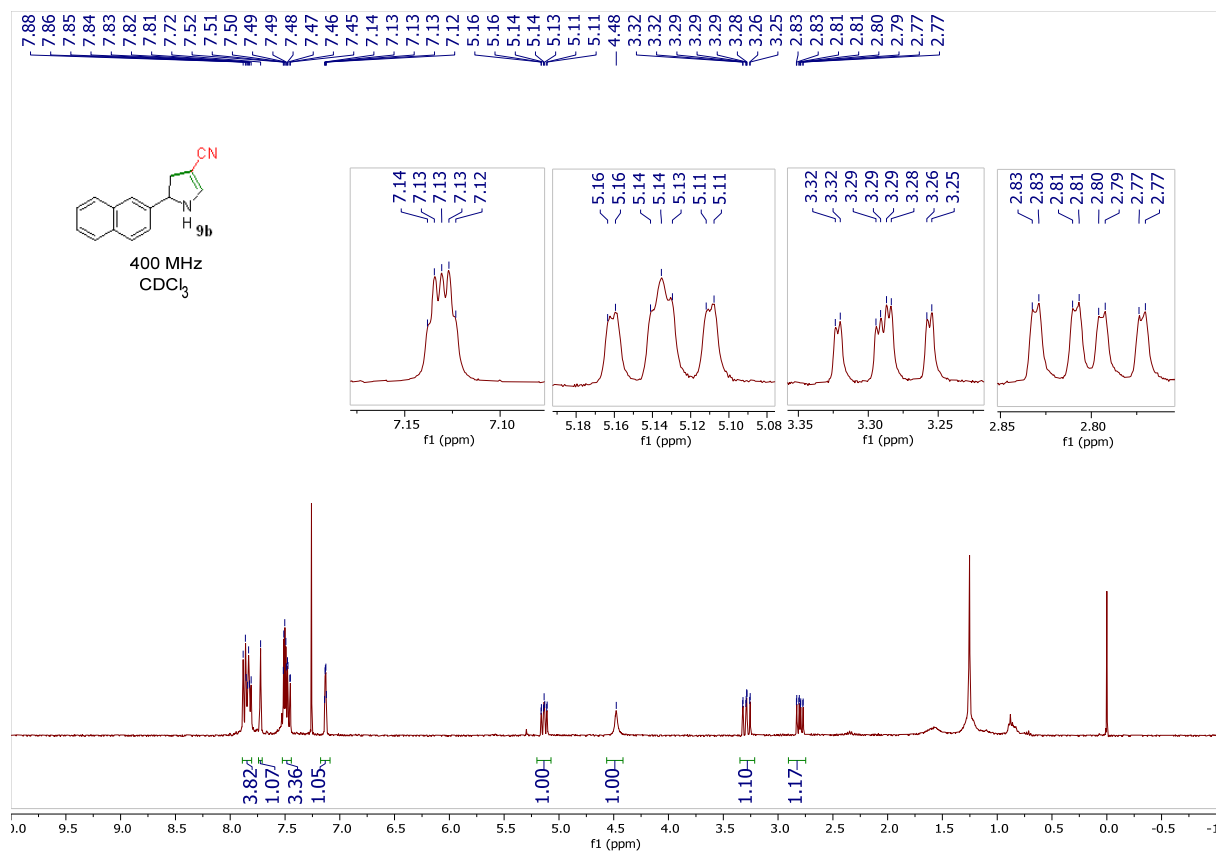 7.88 7.86 7.85 7.84 7.83 7.82 7.81 7.72 7.52 7.51 7.50 7.49 7.49 7.48 7.47 7.46 7.45 7.14 7.13 7.13 7.13 7.12 5.16 5.16 5.14 5.14 5.13 5.11 5.11 4.48 3.32 3.32 3.29 3.29 3.29 3.28 3.26 3.25 2.83 2.83 2.81 2.81 2.80 2.79 2.77 2.77
CN
N
H 9b
400 MHz
CDCl3
7.14 7.13 7.13 7.13 7.12
7.15 7.10
f1 (ppm)
5.16 5.16 5.14 5.14 5.13 5.11 5.11
5.18 5.16 5.14 5.12 5.10 5.08
f1 (ppm)
3.32 3.32 3.29 3.29 3.29 3.28 3.26 3.25
3.35 3.30 3.25
f1 (ppm)
2.83 2.83 2.81 2.81 2.80 2.79 2.77 2.77
2.85 2.80
f1 (ppm)
3.82 1.07 3.36 1.05 1.00 1.00 1.10 1.17
0.0 9.5 9.0 8.5 8.0 7.5 7.0 6.5 6.0 5.5 5.0 4.5 4.0 3.5 3.0 2.5 2.0 1.5 1.0 0.5 0.0 -0.5 -1
f1 (ppm)